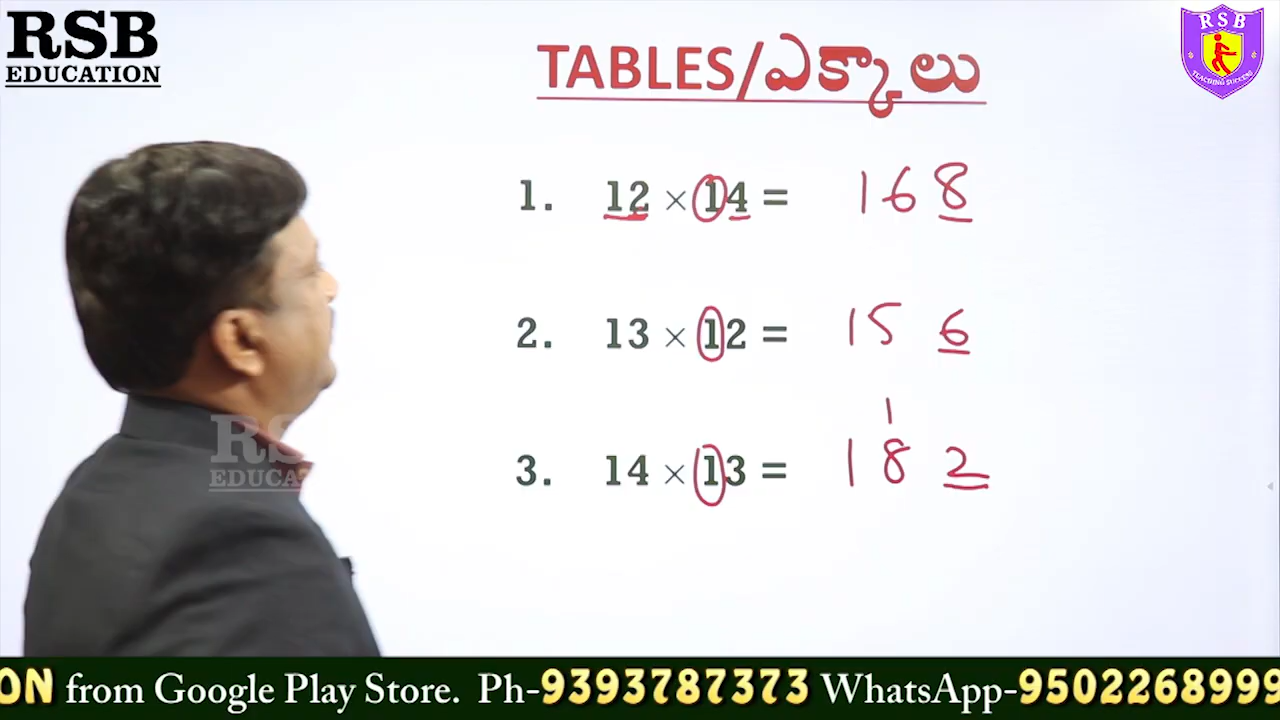 RSB
EDUCATION
TABLES/ఎక్కాలు
RSB
TEACHING SUCCESS
1. 12 × 14 = 168
2. 13 × 12 = 156
1
3. 14 × 13 = 182
RS
EDUCAT
ON from Google Play Store. Ph-9393787373 WhatsApp-9502268999